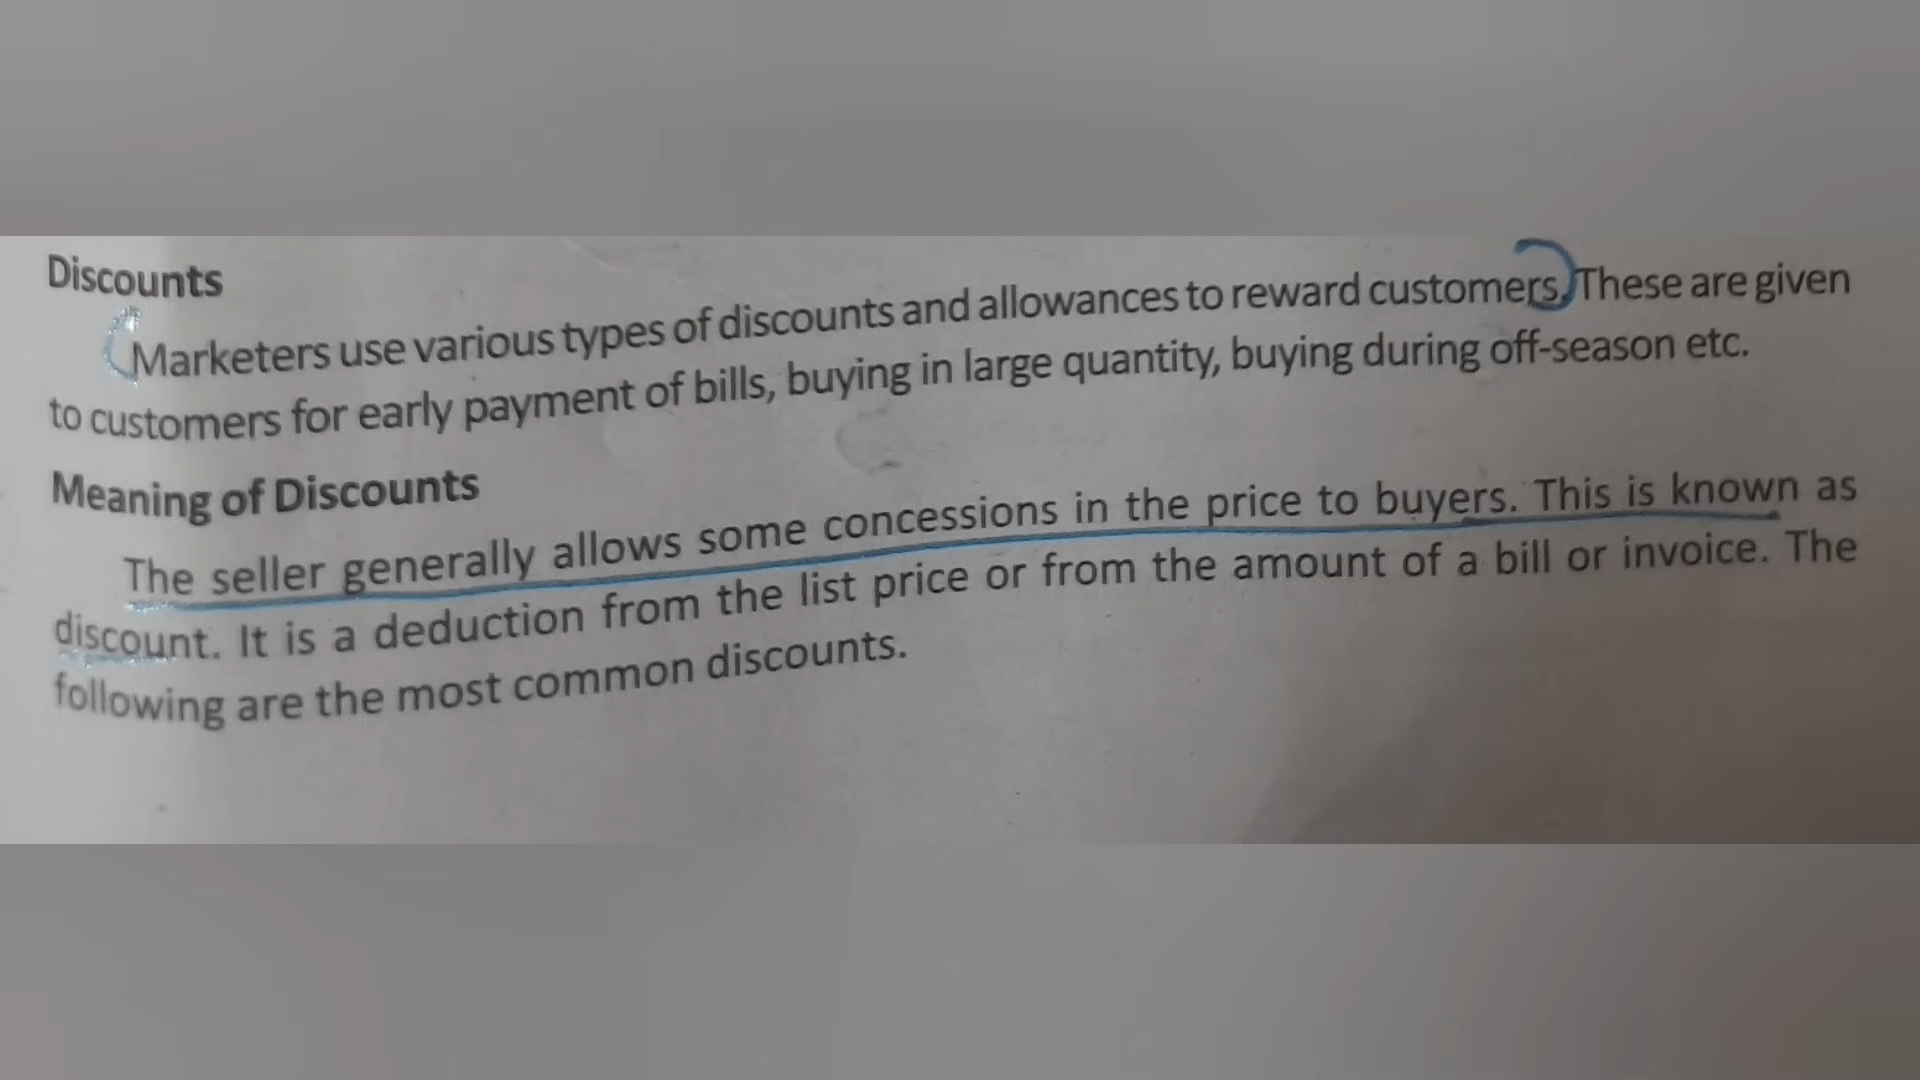 Discounts
Marketers use various types of discounts and allowances to reward customers. These are given
to customers for early payment of bills, buying in large quantity, buying during off-season etc.
Meaning of Discounts
The seller generally allows some concessions in the price to buyers. This is known as
discount. It is a deduction from the list price or from the amount of a bill or invoice. The
following are the most common discounts.